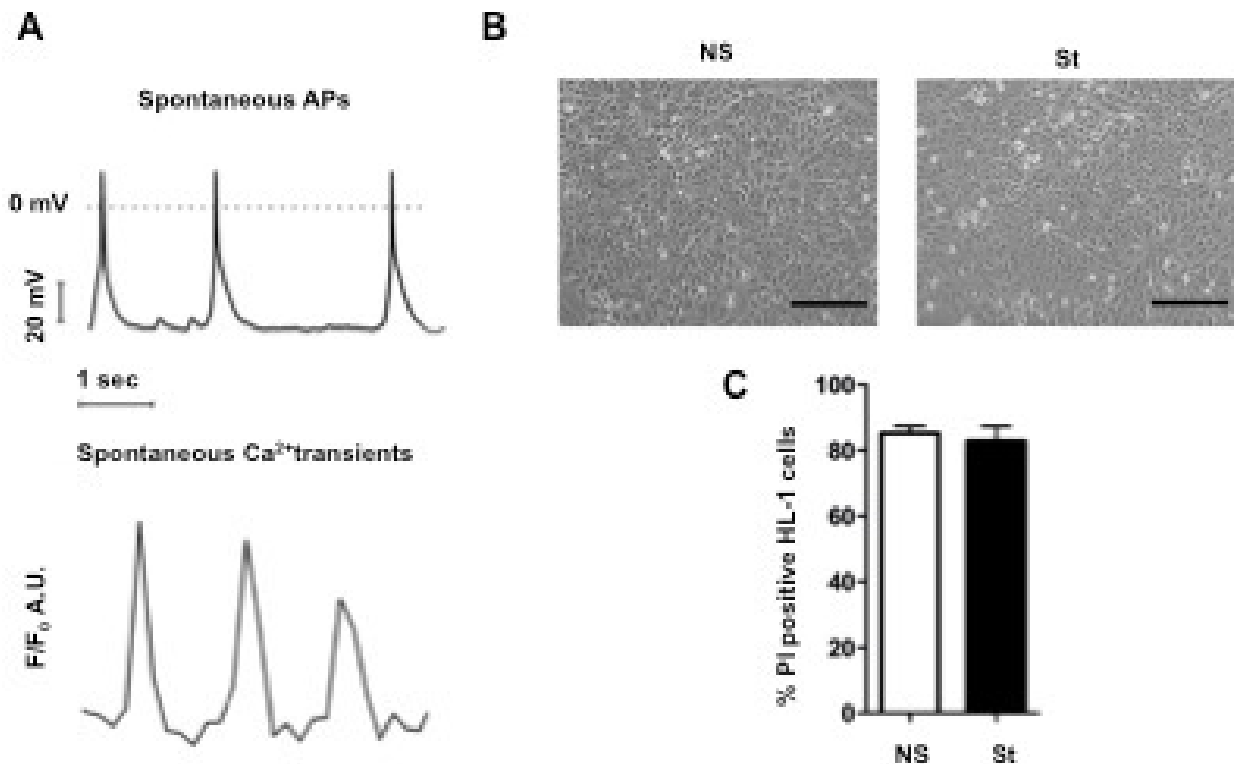 A
Spontaneous APs
0 mV
20 mV
1 sec
Spontaneous Ca²⁺transients
F/F₀ A.U.
B
NS
St
C
% PI positive HL-1 cells
100
80
60
40
20
0
NS
St